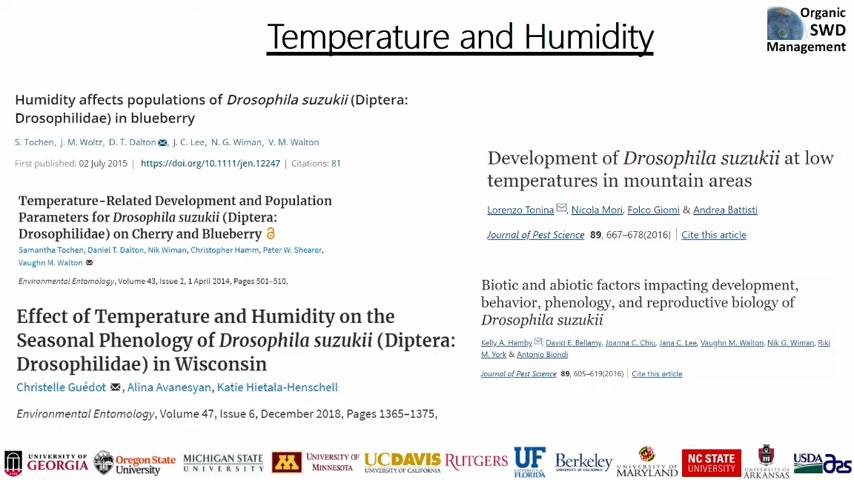 Temperature and Humidity
Organic
SWD
Management
Humidity affects populations of Drosophila suzukii (Diptera:
Drosophilidae) in blueberry
S. Tochen, J. M. Woltz, D. T. Dalton, J. C. Lee, N. G. Wiman, V. M. Walton
First published: 02 July 2015 | https://doi.org/10.1111/jen.12247 | Citations: 81
Temperature-Related Development and Population
Parameters for Drosophila suzukii (Diptera:
Drosophilidae) on Cherry and Blueberry
Samantha Tochen, Daniel T. Dalton, Nik Wiman, Christopher Hamm, Peter W. Shearer,
Vaughn M. Walton
Environmental Entomology, Volume 43, Issue 2, 1 April 2014, Pages 501–510,
Effect of Temperature and Humidity on the
Seasonal Phenology of Drosophila suzukii (Diptera:
Drosophilidae) in Wisconsin
Christelle Guédot, Alina Avanesyan, Katie Hietala-Henschell
Environmental Entomology, Volume 47, Issue 6, December 2018, Pages 1365–1375,
Development of Drosophila suzukii at low
temperatures in mountain areas
Lorenzo Tonina, Nicola Mori, Folco Giomi & Andrea Battisti
Journal of Pest Science 89, 667–678(2016) | Cite this article
Biotic and abiotic factors impacting development,
behavior, phenology, and reproductive biology of
Drosophila suzukii
Kelly A. Hamby, David E. Bellamy, Joanna C. Chiu, Jana C. Lee, Vaughn M. Walton, Nik G. Wiman, Riki
M. York & Antonio Biondi
Journal of Pest Science 89, 605–619(2016) | Cite this article
UNIVERSITY OF
GEORGIA
Oregon State
University
MICHIGAN STATE
UNIVERSITY
UNIVERSITY OF
MINNESOTA
UCDAVIS
UNIVERSITY OF CALIFORNIA
RUTGERS
UF
UNIVERSITY of
FLORIDA
Berkeley
UNIVERSITY OF CALIFORNIA
UNIVERSITY OF
MARYLAND
NC STATE
UNIVERSITY
UNIVERSITY OF
ARKANSAS
USDA
ars